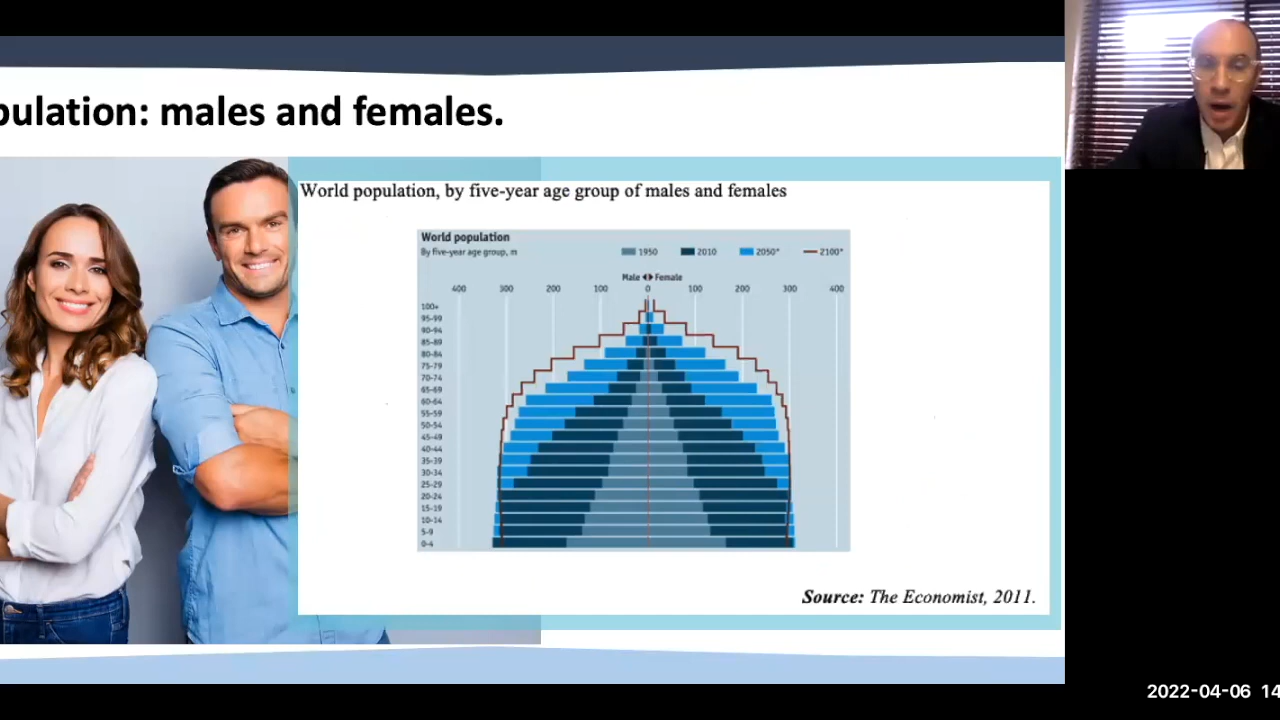 pulation: males and females.
World population, by five-year age group of males and females
World population
By five-year age group, m
1950 2010 2050* 2100*
Male Female
400 300 200 100 0 100 200 300 400
100+
95-99
90-94
85-89
80-84
75-79
70-74
65-69
60-64
55-59
50-54
45-49
40-44
35-39
30-34
25-29
20-24
15-19
10-14
5-9
0-4
Source: The Economist, 2011.
2022-04-06 14